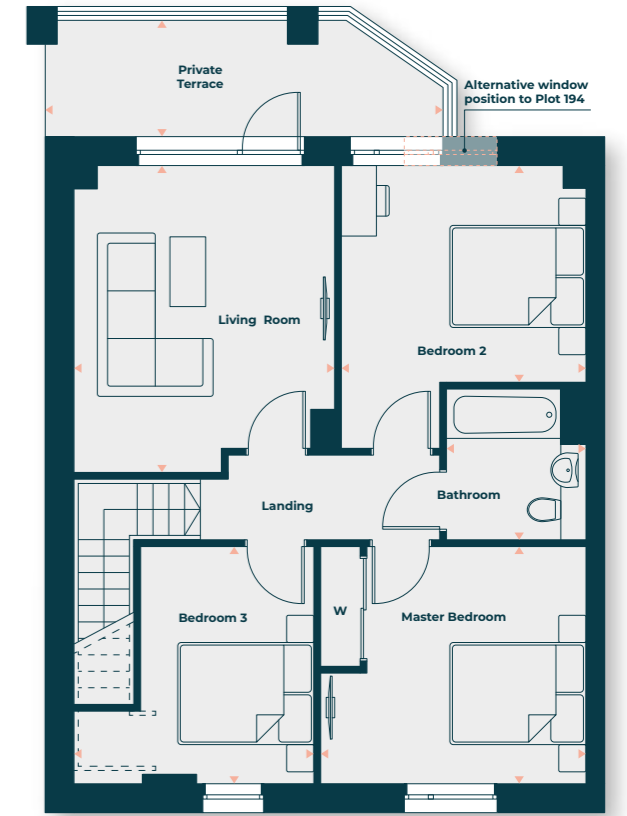 Private
Terrace
Alternative window
position to Plot 194
Living Room
Bedroom 2
Bathroom
Landing
Bedroom 3
W
Master Bedroom